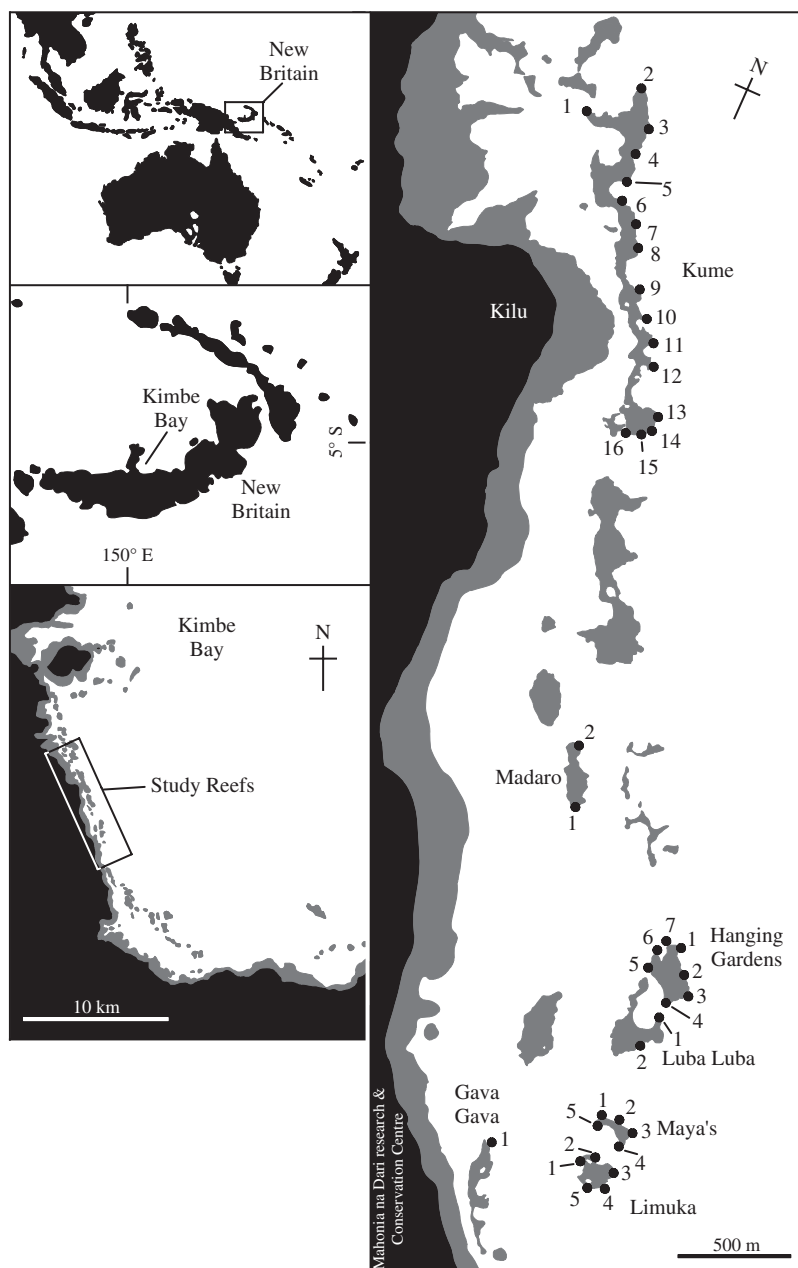 New
Britain
Kimbe
Bay
5° S
New
Britain
150° E
Kimbe
Bay
N
Study Reefs
10 km
N
2
1
3
4
5
6
7
8
Kume
9
Kilu
10
11
12
13
14
16
15
2
Madaro
1
7
6
1
Hanging
Gardens
5
2
3
4
1
2
Luba Luba
Gava
Gava
1
1
2
5
3
Maya's
4
2
1
3
5
4
Limuka
Mahonia na Dari research &
Conservation Centre
500 m